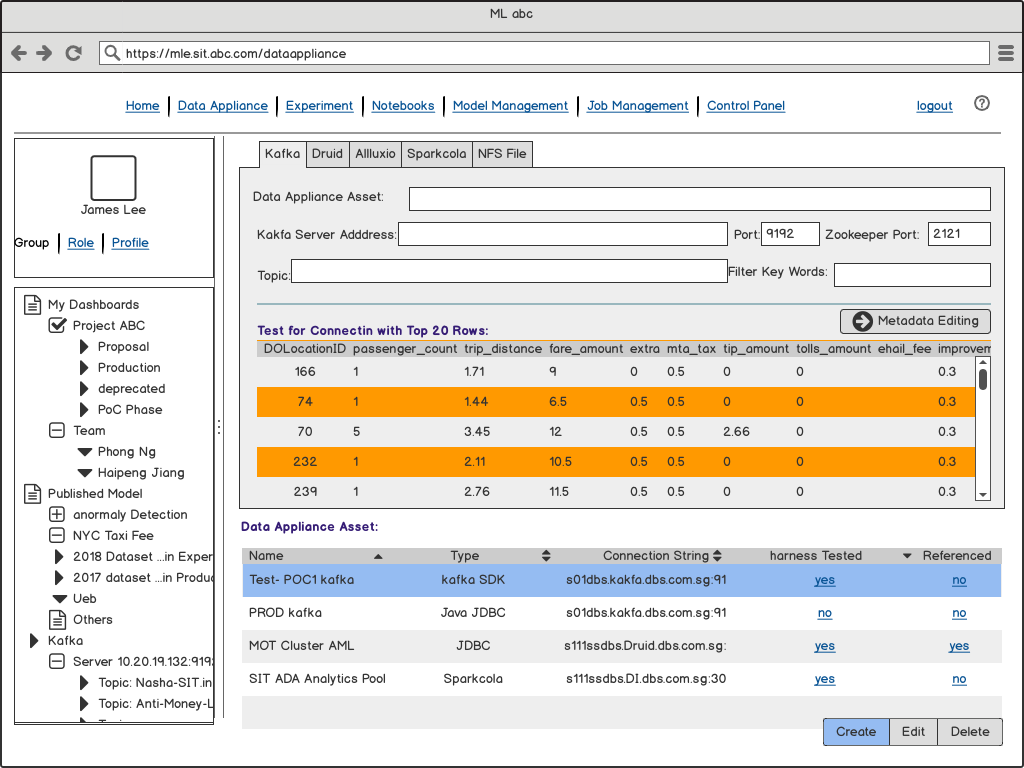 ML abc
https://mle.sit.abc.com/dataappliance
Home Data Appliance Experiment Notebooks Model Management Job Management Control Panel logout ?
James Lee
Group Role Profile
My Dashboards
Project ABC
Proposal
Production
deprecated
PoC Phase
Team
Phong Ng
Haipeng Jiang
Published Model
anormaly Detection
NYC Taxi Fee
2018 Dataset ...in Exper
2017 dataset ...in Produ
Ueb
Others
Kafka
Server 10.20.19.132:919
Topic: Nasha-SIT.in
Topic: Anti-Money-L
Kafka Druid Allluxio Sparkcola NFS File
Data Appliance Asset:
Kakfa Server Adddress: Port: 9192 Zookeeper Port: 2121
Topic: Filter Key Words:
Test for Connectin with Top 20 Rows: Metadata Editing
DOLocationID passenger_count trip_distance fare_amount extra mta_tax tip_amount tolls_amount ehail_fee improvem
166 1 1.71 9 0 0.5 0 0 0.3
74 1 1.44 6.5 0.5 0.5 0 0 0.3
70 5 3.45 12 0.5 0.5 2.66 0 0.3
232 1 2.11 10.5 0.5 0.5 0 0 0.3
239 1 2.76 11.5 0.5 0.5 0 0 0.3
Data Appliance Asset:
Name Type Connection String harness Tested Referenced
Test- POC1 kafka kafka SDK s01dbs.kakfa.dbs.com.sg:91 yes no
PROD kafka Java JDBC s01dbs.kakfa.dbs.com.sg:91 no no
MOT Cluster AML JDBC s111ssdbs.Druid.dbs.com.sg: yes yes
SIT ADA Analytics Pool Sparkcola s111ssdbs.DI.dbs.com.sg:30 yes no
Create Edit Delete